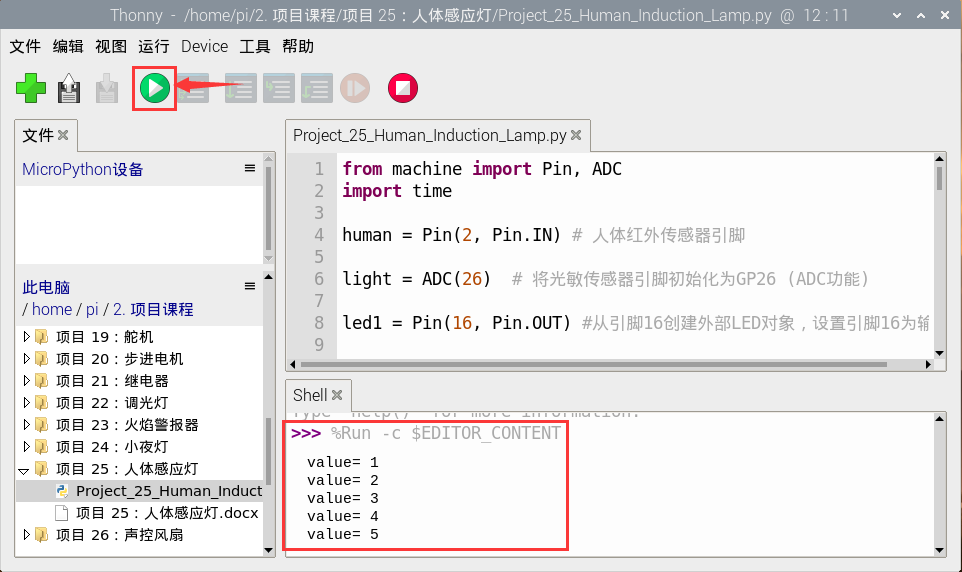 Thonny - /home/pi/2. 项目课程/项目 25：人体感应灯/Project_25_Human_Induction_Lamp.py @ 12 : 11
文件 编辑 视图 运行 Device 工具 帮助
文件
MicroPython设备
此电脑
/ home / pi / 2. 项目课程
项目 19：舵机
项目 20：步进电机
项目 21：继电器
项目 22：调光灯
项目 23：火焰警报器
项目 24：小夜灯
项目 25：人体感应灯
Project_25_Human_Induct
项目 25：人体感应灯.docx
项目 26：声控风扇
Project_25_Human_Induction_Lamp.py
1 from machine import Pin, ADC
2 import time
3
4 human = Pin(2, Pin.IN) # 人体红外传感器引脚
5
6 light = ADC(26)  # 将光敏传感器引脚初始化为GP26 (ADC功能)
7
8 led1 = Pin(16, Pin.OUT) #从引脚16创建外部LED对象，设置引脚16为输
9
Shell
Type "help()" for more information.
>>> %Run -c $EDITOR_CONTENT
value= 1
value= 2
value= 3
value= 4
value= 5